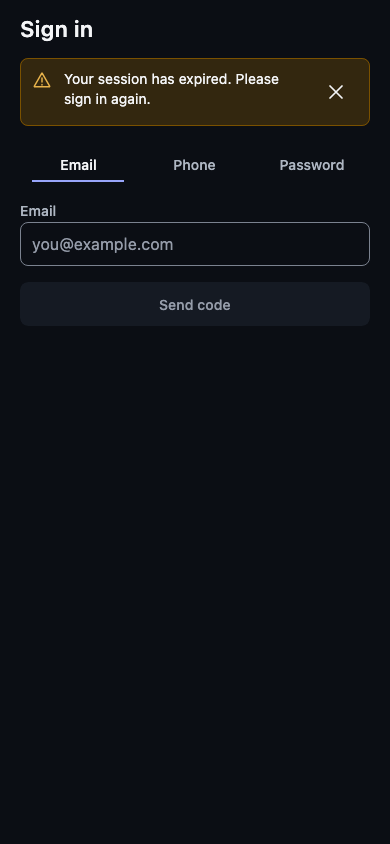 Sign in
Your session has expired. Please
sign in again.
Email
Phone
Password
Email
you@example.com
Send code